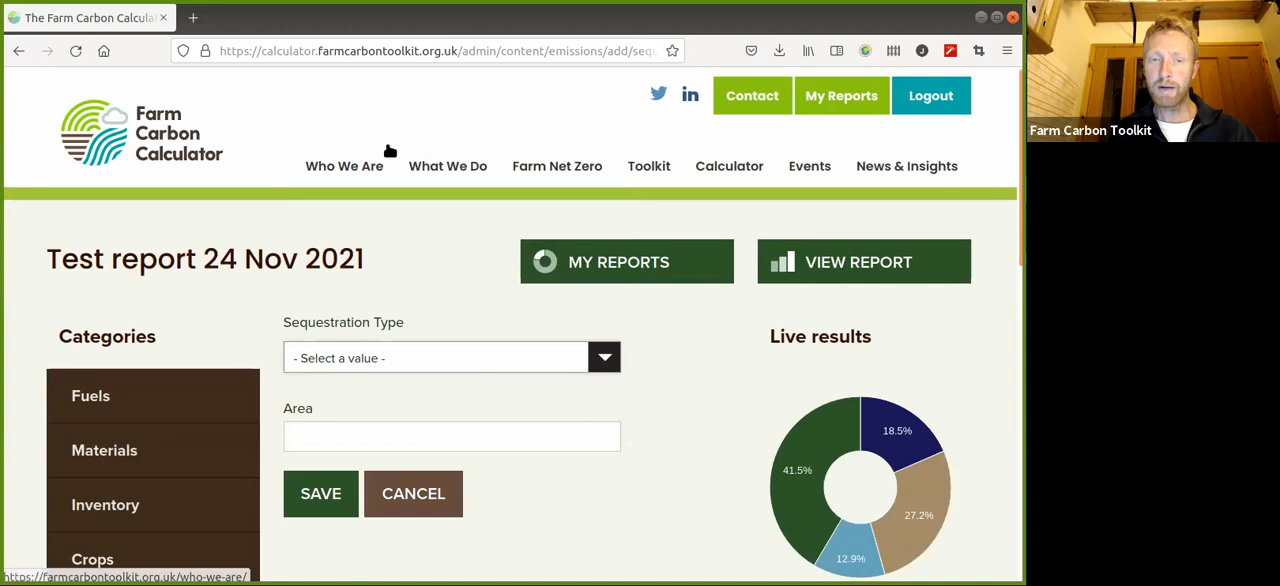 The Farm Carbon Calcula
https://calculator.farmcarbontoolkit.org.uk/admin/content/emissions/add/sequ
Farm
Carbon
Calculator
Contact
My Reports
Logout
Who We Are
What We Do
Farm Net Zero
Toolkit
Calculator
Events
News & Insights
Test report 24 Nov 2021
MY REPORTS
VIEW REPORT
Categories
Fuels
Materials
Inventory
Crops
Sequestration Type
- Select a value -
Area
SAVE
CANCEL
Live results
18.5%
41.5%
27.2%
12.9%
https://farmcarbontoolkit.org.uk/who-we-are/
Farm Carbon Toolkit